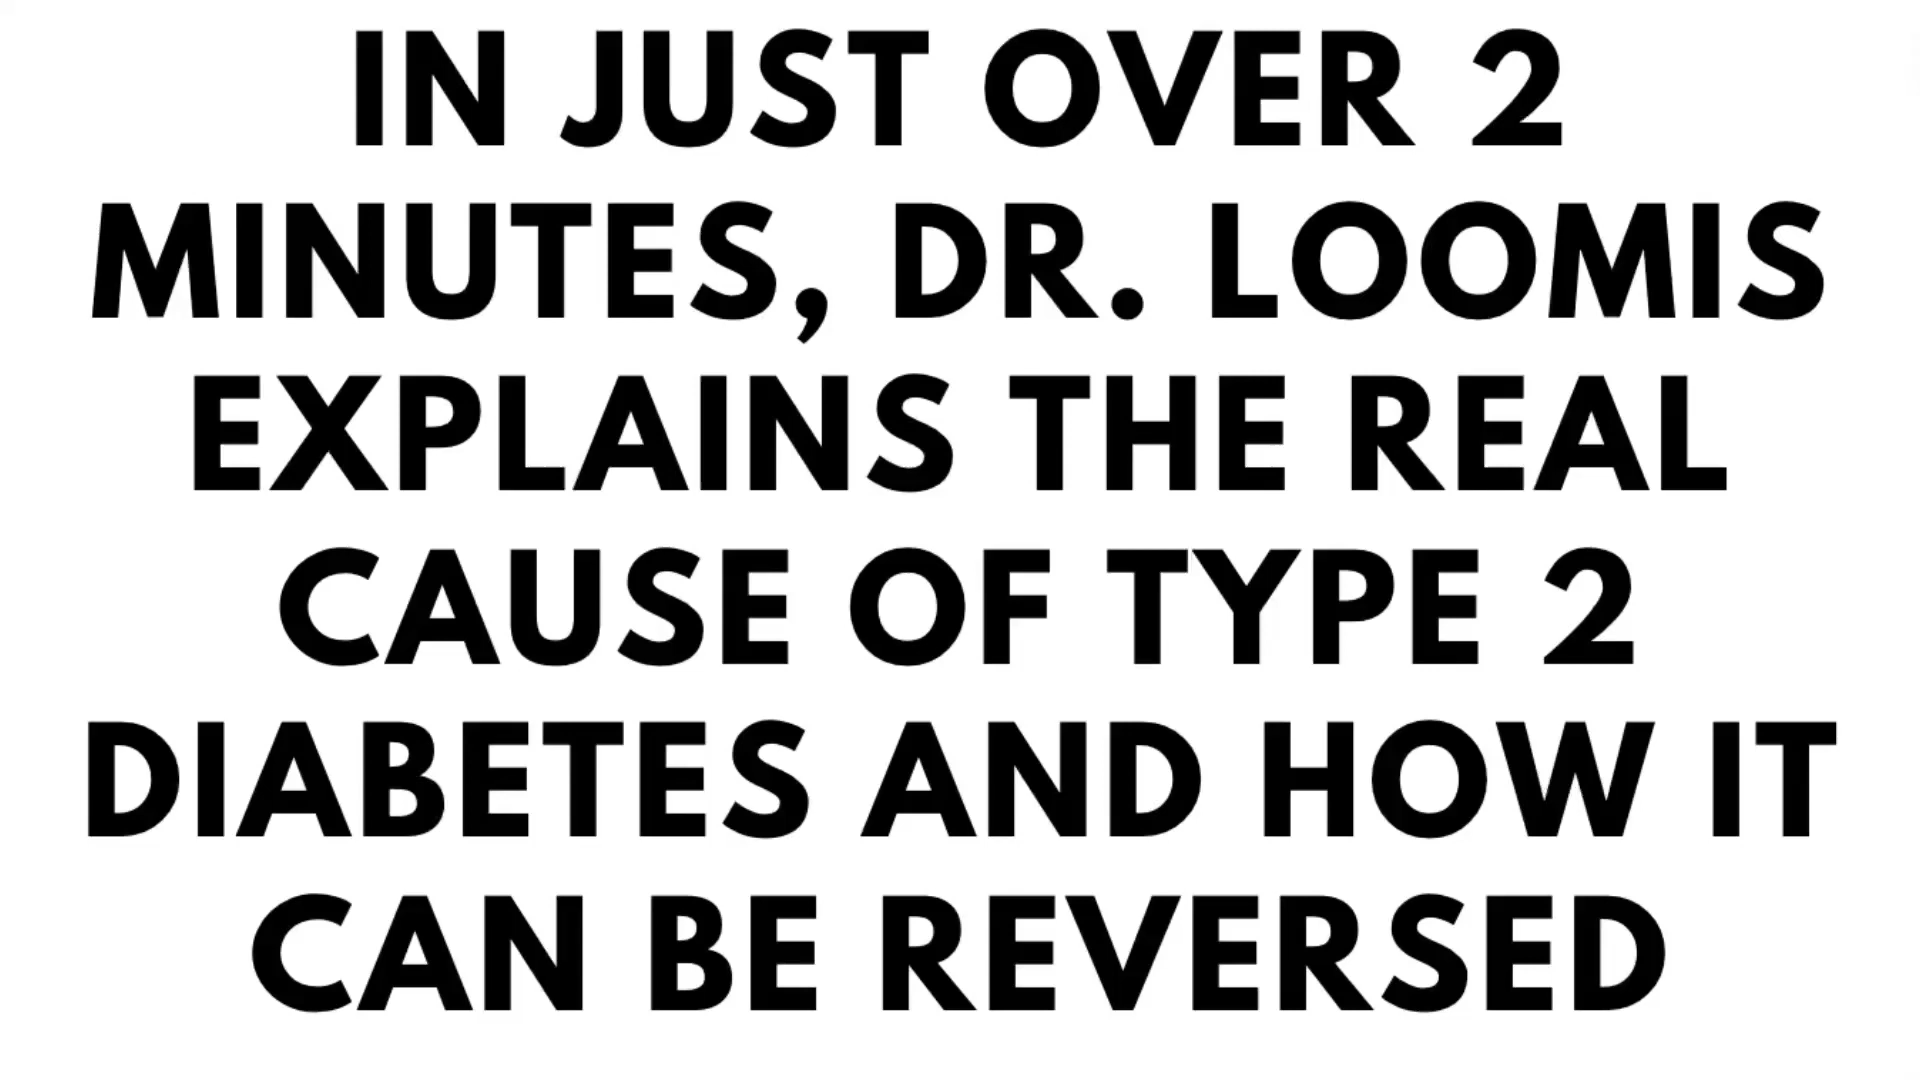 IN JUST OVER 2
MINUTES, DR. LOOMIS
EXPLAINS THE REAL
CAUSE OF TYPE 2
DIABETES AND HOW IT
CAN BE REVERSED